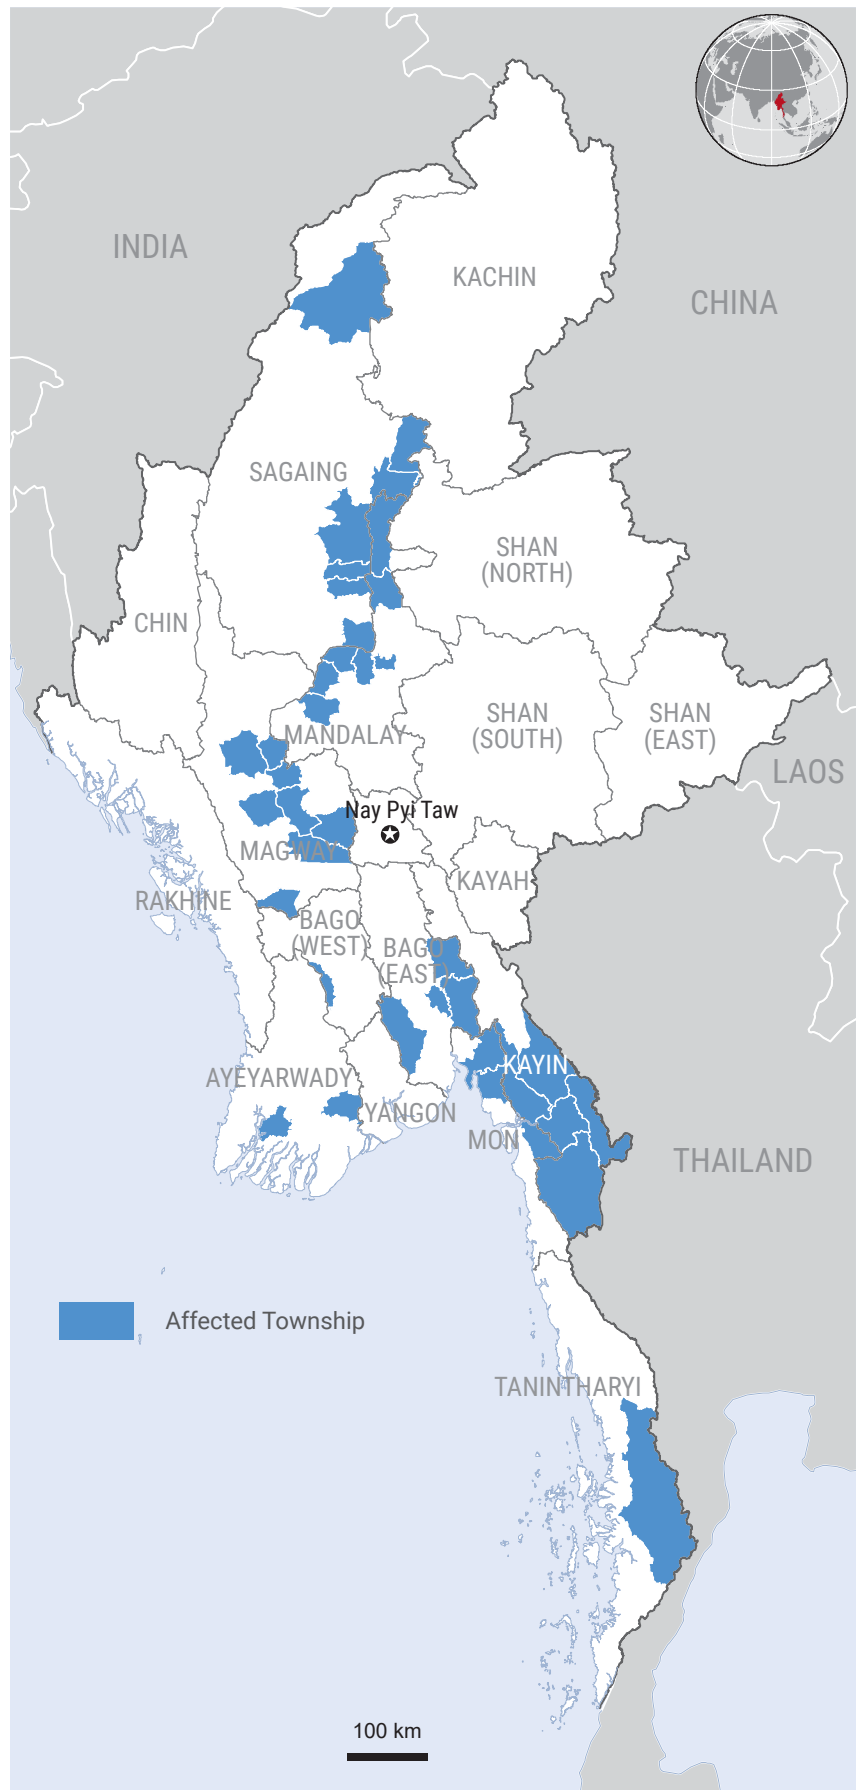 INDIA
KACHIN
CHINA
SAGAING
SHAN
(NORTH)
CHIN
SHAN
(SOUTH)
SHAN
(EAST)
MANDALAY
LAOS
Nay Pyi Taw
MAGWAY
KAYAH
RAKHINE
BAGO
(WEST)
BAGO
(EAST)
KAYIN
AYEYARWADY
YANGON
MON
THAILAND
Affected Township
TANINTHARYI
100 km